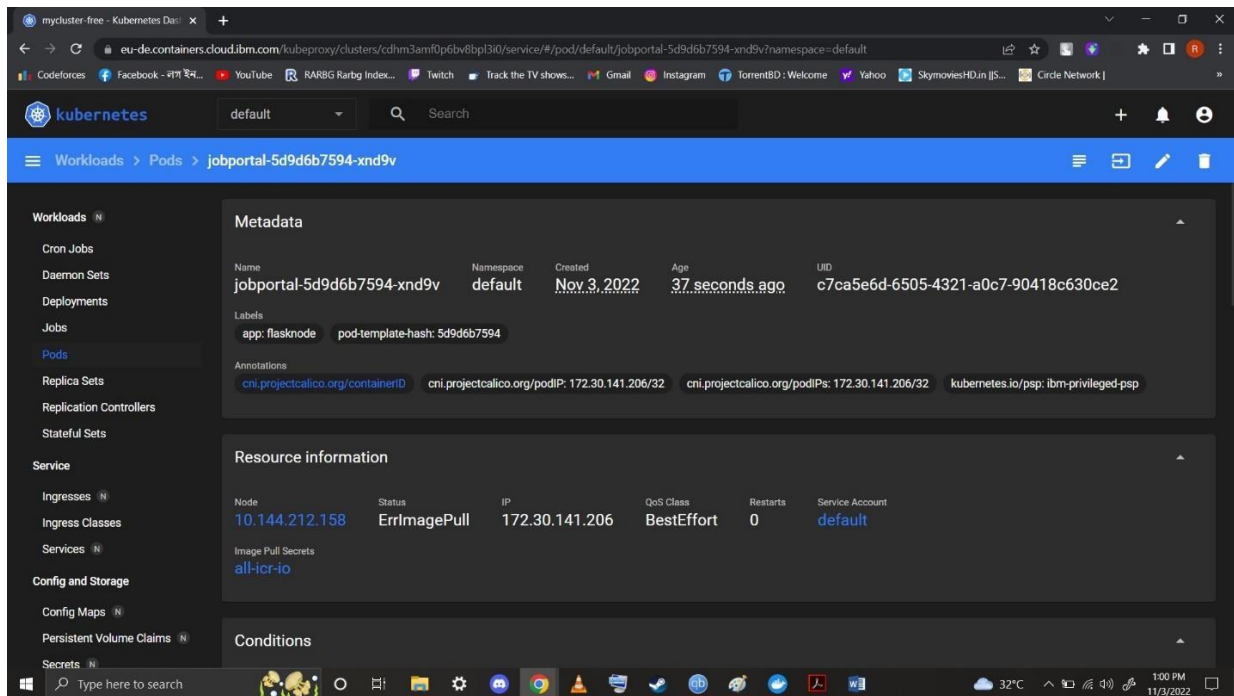 mycluster-free - Kubernetes Das
eu-de.containers.cloud.ibm.com/kubeproxy/clusters/cdhm3amf0p6bv8bpl3i0/service/#/pod/default/jobportal-5d9d6b7594-xnd9v?namespace=default
R
Codeforces Facebook - লগ ইন... YouTube RARBG Rarbg Index... Twitch Track the TV shows... Gmail Instagram TorrentBD : Welcome Yahoo SkymoviesHD.in ||S... Circle Network | »
kubernetes default Search
Workloads > Pods > jobportal-5d9d6b7594-xnd9v
Workloads N
Cron Jobs
Daemon Sets
Deployments
Jobs
Pods
Replica Sets
Replication Controllers
Stateful Sets
Service
Ingresses N
Ingress Classes
Services N
Config and Storage
Config Maps N
Persistent Volume Claims N
Secrets N
Metadata
Name Namespace Created Age UID
jobportal-5d9d6b7594-xnd9v default Nov 3, 2022 37 seconds ago c7ca5e6d-6505-4321-a0c7-90418c630ce2
Labels
app: flasknode pod-template-hash: 5d9d6b7594
Annotations
cni.projectcalico.org/containerID cni.projectcalico.org/podIP: 172.30.141.206/32 cni.projectcalico.org/podIPs: 172.30.141.206/32 kubernetes.io/psp: ibm-privileged-psp
Resource information
Node Status IP QoS Class Restarts Service Account
10.144.212.158 ErrImagePull 172.30.141.206 BestEffort 0 default
Image Pull Secrets
all-icr-io
Conditions
Type here to search
32°C
1:00 PM
11/3/2022